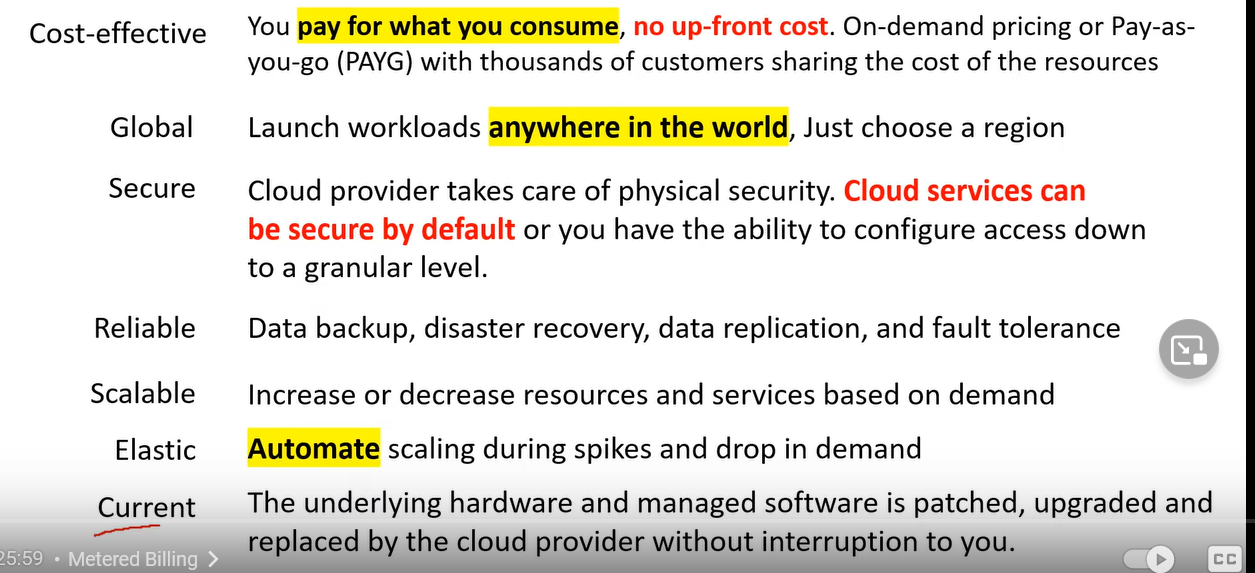 Cost-effective You pay for what you consume, no up-front cost. On-demand pricing or Pay-as-
you-go (PAYG) with thousands of customers sharing the cost of the resources
Global Launch workloads anywhere in the world, Just choose a region
Secure Cloud provider takes care of physical security. Cloud services can
be secure by default or you have the ability to configure access down
to a granular level.
Reliable Data backup, disaster recovery, data replication, and fault tolerance
Scalable Increase or decrease resources and services based on demand
Elastic Automate scaling during spikes and drop in demand
Current The underlying hardware and managed software is patched, upgraded and
replaced by the cloud provider without interruption to you.
25:59 • Metered Billing >
CC